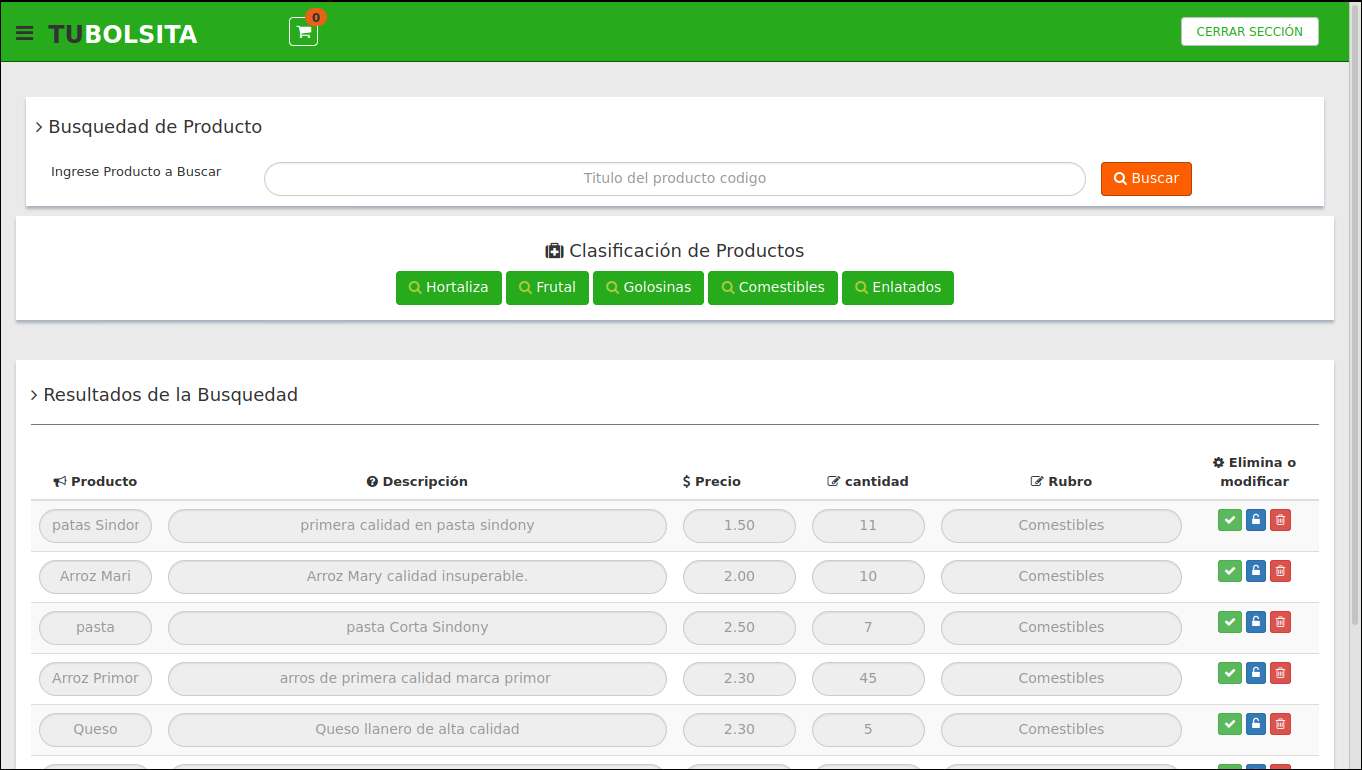 TUBOLSITA 0 CERRAR SECCIÓN
Busquedad de Producto
Ingrese Producto a Buscar Titulo del producto codigo Buscar
Clasificación de Productos
Hortaliza Frutal Golosinas Comestibles Enlatados
Resultados de la Busquedad
Producto Descripción $ Precio cantidad Rubro Elimina o modificar
patas Sindor primera calidad en pasta sindony 1.50 11 Comestibles
Arroz Mari Arroz Mary calidad insuperable. 2.00 10 Comestibles
pasta pasta Corta Sindony 2.50 7 Comestibles
Arroz Primor arros de primera calidad marca primor 2.30 45 Comestibles
Queso Queso llanero de alta calidad 2.30 5 Comestibles